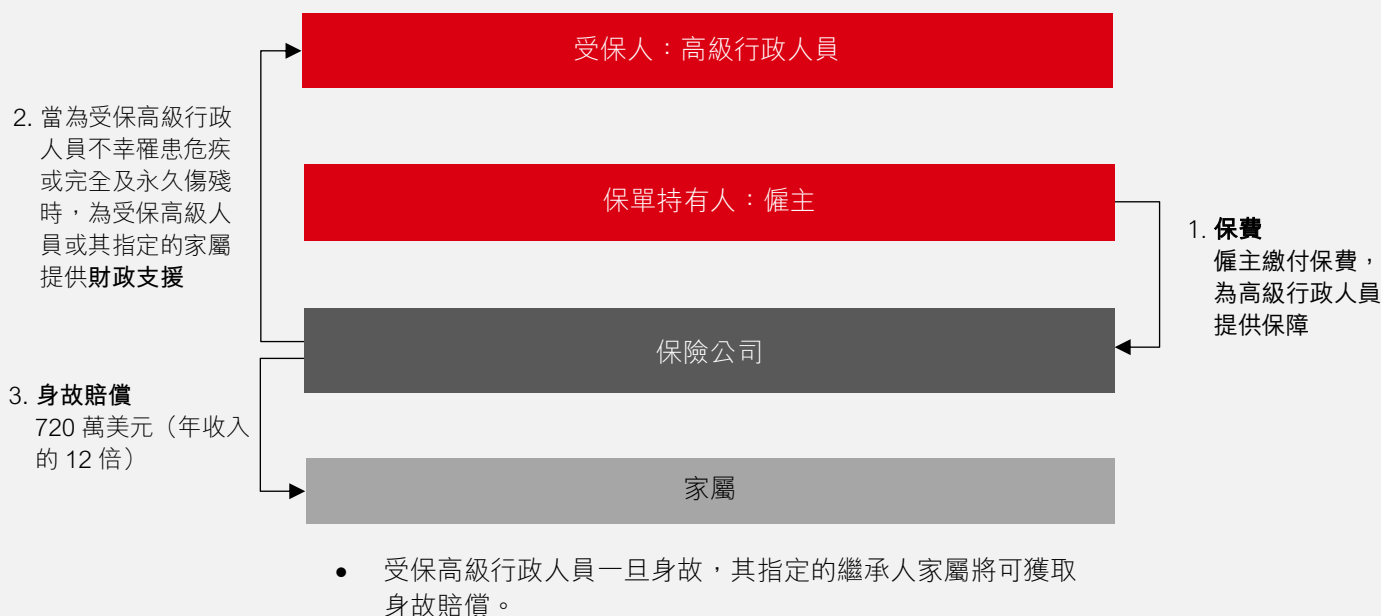 受保人：高級行政人員
2. 當為受保高級行政
人員不幸罹患危疾
或完全及永久傷殘
時，為受保高級人
員或其指定的家屬
提供財政支援
保單持有人：僱主
1. 保費
僱主繳付保費，
為高級行政人員
提供保障
保險公司
3. 身故賠償
720 萬美元（年收入
的 12 倍）
家屬
• 受保高級行政人員一旦身故，其指定的繼承人家屬將可獲取
身故賠償。